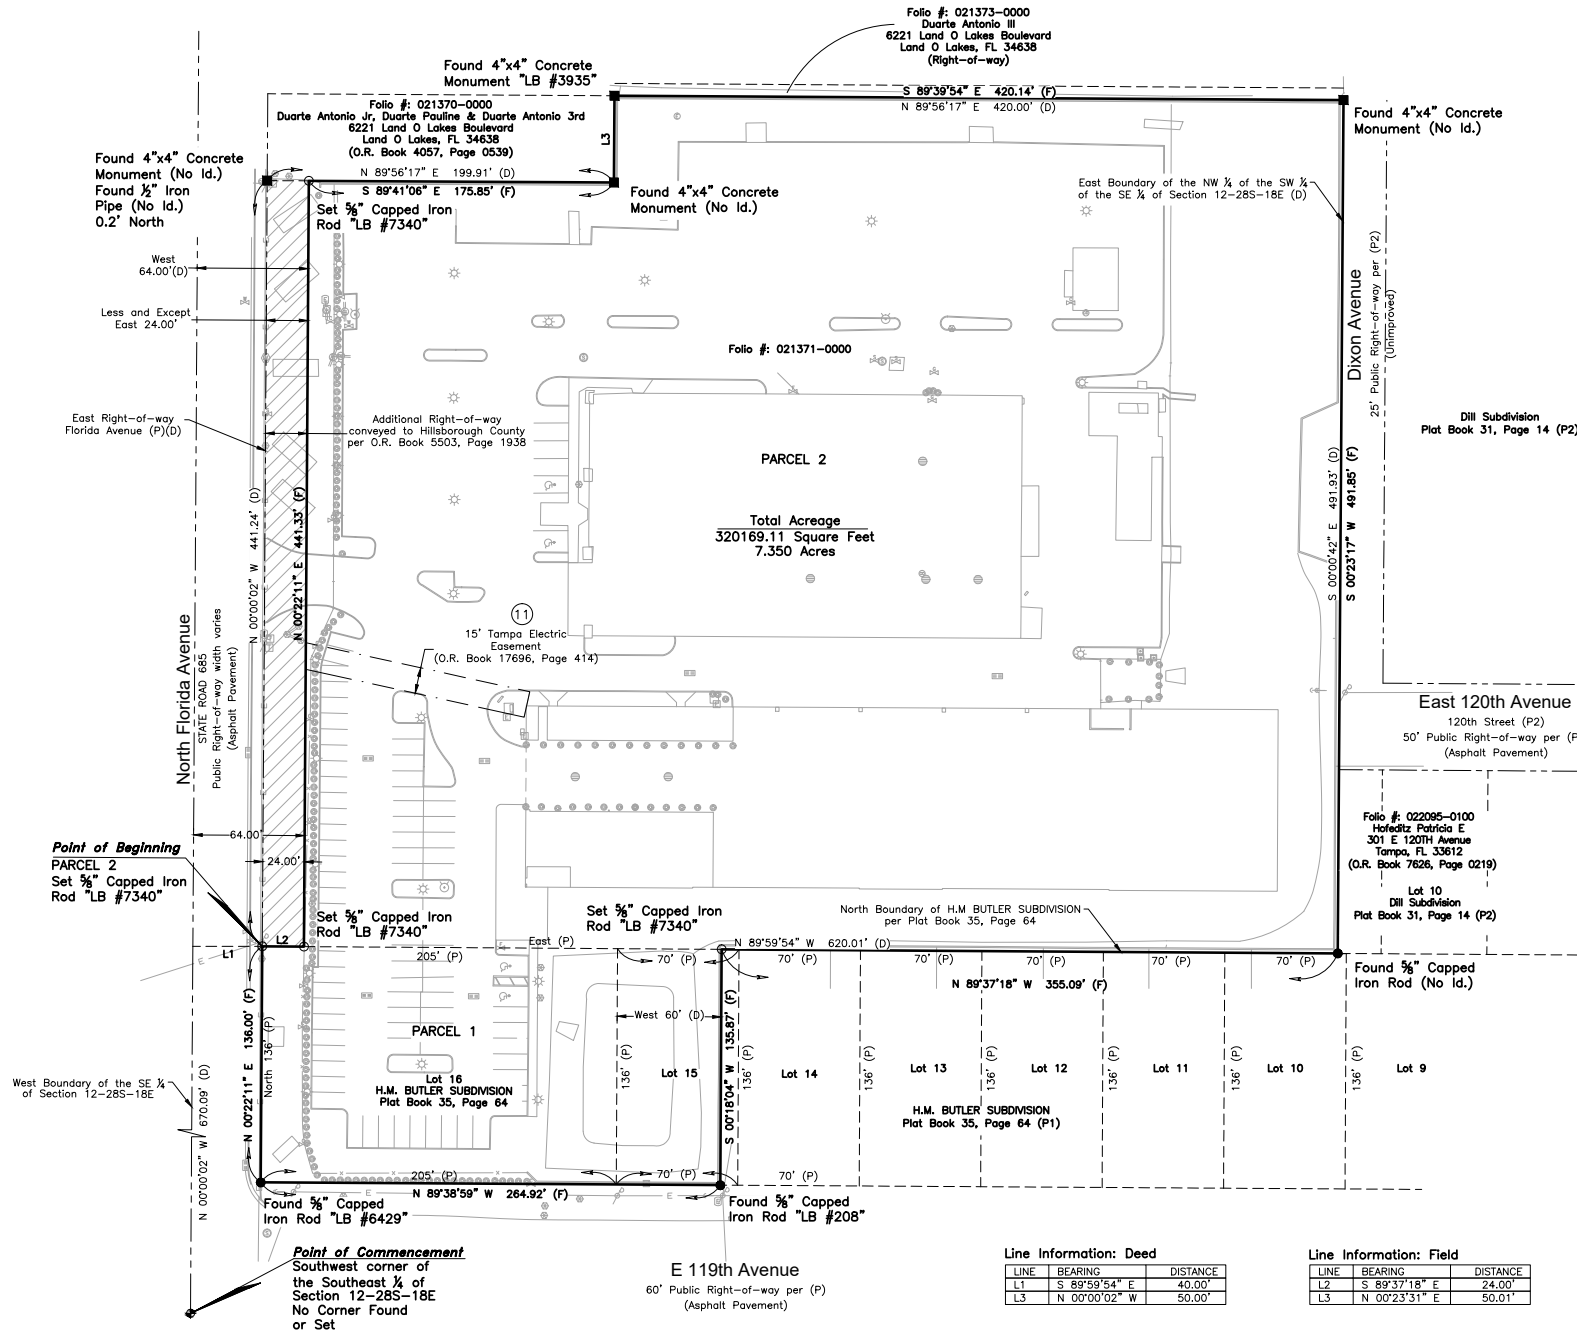 Folio #: 021373-0000
Duarte Antonio III
6221 Land O Lakes Boulevard
Land O Lakes, FL 34638
(Right-of-way)
Found 4"x4" Concrete
Monument "LB #3935"
S 89°39'54" E 420.14' (F)
N 89°56'17" E 420.00' (D)
Found 4"x4" Concrete
Monument (No Id.)
Folio #: 021370-0000
Duarte Antonio Jr, Duarte Pauline & Duarte Antonio 3rd
6221 Land O Lakes Boulevard
Land O Lakes, FL 34638
(O.R. Book 4057, Page 0539)
L3
Found 4"x4" Concrete
Monument (No Id.)
Found ½" Iron
Pipe (No Id.)
0.2' North
N 89°56'17" E 199.91' (D)
S 89°41'06" E 175.85' (F)
Found 4"x4" Concrete
Monument (No Id.)
Set ⅝" Capped Iron
Rod "LB #7340"
East Boundary of the NW ¼ of the SW ¼
of the SE ¼ of Section 12-28S-18E (D)
West
64.00'(D)
Less and Except
East 24.00'
Folio #: 021371-0000
Dixon Avenue
25' Public Right-of-way per (P2)
(Unimproved)
East Right-of-way
Florida Avenue (P)(D)
Additional Right-of-way
conveyed to Hillsborough County
per O.R. Book 5503, Page 1938
Dill Subdivision
Plat Book 31, Page 14 (P2)
PARCEL 2
Total Acreage
320169.11 Square Feet
7.350 Acres
N 00°00'02" W 441.24' (D)
N 00°22'11" E 441.33' (F)
S 00°00'42" E 491.93' (D)
S 00°23'17" W 491.85' (F)
11
15' Tampa Electric
Easement
(O.R. Book 17696, Page 414)
North Florida Avenue
STATE ROAD 685
Public Right-of-way width varies
(Asphalt Pavement)
East 120th Avenue
120th Street (P2)
50' Public Right-of-way per (P
(Asphalt Pavement)
64.00'
24.00'
Point of Beginning
PARCEL 2
Set ⅝" Capped Iron
Rod "LB #7340"
Folio #: 022095-0100
Hofeditz Patricia E
301 E 120TH Avenue
Tampa, FL 33612
(O.R. Book 7626, Page 0219)
Lot 10
Dill Subdivision
Plat Book 31, Page 14 (P2)
Set ⅝" Capped Iron
Rod "LB #7340"
Set ⅝" Capped Iron
Rod "LB #7340"
North Boundary of H.M BUTLER SUBDIVISION
per Plat Book 35, Page 64
L2
L1
East (P)
N 89°59'54" W 620.01' (D)
205' (P)
70' (P)
70' (P)
70' (P)
70' (P)
70' (P)
70' (P)
N 89°37'18" W 355.09' (F)
Found ⅝" Capped
Iron Rod (No Id.)
E
N 00°22'11" E 136.00' (F)
North 136' (P)
PARCEL 1
West 60' (D)
S 00°18'04" W 135.87' (F)
136' (P)
136' (P)
136' (P)
136' (P)
136' (P)
136' (P)
136' (P)
Lot 16
H.M. BUTLER SUBDIVISION
Plat Book 35, Page 64
Lot 15
Lot 14
Lot 13
Lot 12
Lot 11
Lot 10
Lot 9
H.M. BUTLER SUBDIVISION
Plat Book 35, Page 64 (P1)
West Boundary of the SE ¼
of Section 12-28S-18E
N 00°00'02" W 670.09' (D)
205' (P)
70' (P)
70' (P)
N 89°38'59" W 264.92' (F)
E
E
E
Found ⅝" Capped
Iron Rod "LB #6429"
Found ⅝" Capped
Iron Rod "LB #208"
Point of Commencement
Southwest corner of
the Southeast ¼ of
Section 12-28S-18E
No Corner Found
or Set
E 119th Avenue
60' Public Right-of-way per (P)
(Asphalt Pavement)
Line Information: Deed
LINE BEARING DISTANCE
L1 S 89°59'54" E 40.00'
L3 N 00°00'02" W 50.00'
Line Information: Field
LINE BEARING DISTANCE
L2 S 89°37'18" E 24.00'
L3 N 00°23'31" E 50.01'